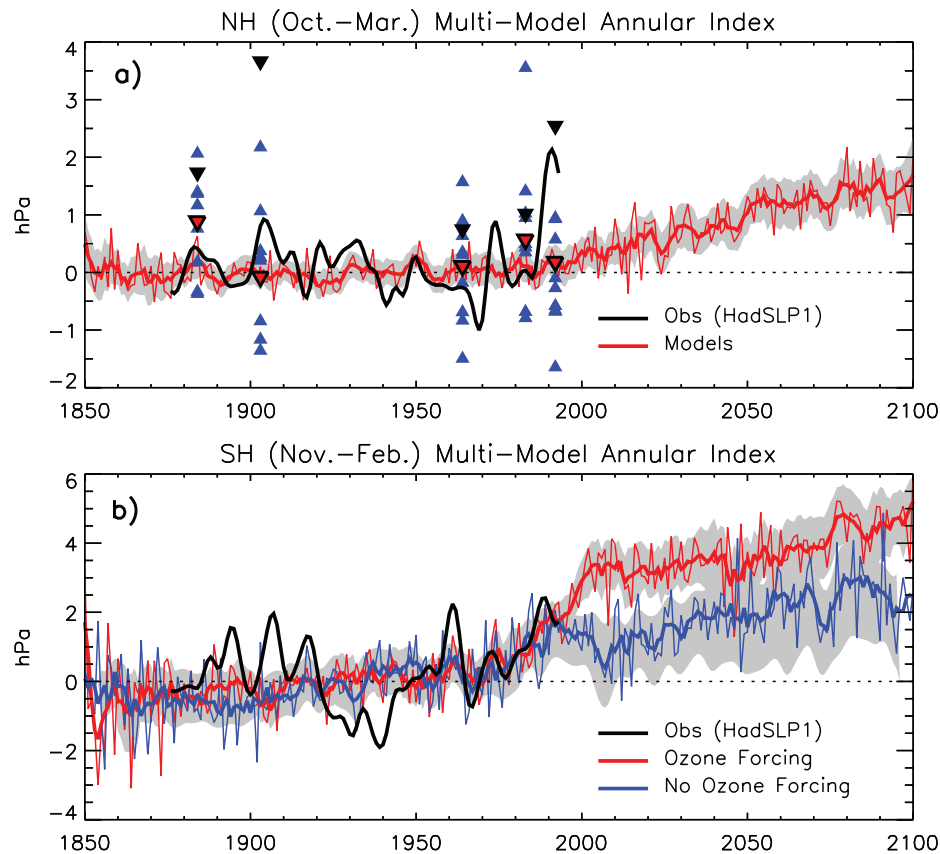 NH (Oct.–Mar.) Multi–Model Annular Index
a)
4
3
2
1
0
−1
−2
hPa
Obs (HadSLP1)
Models
1850 1900 1950 2000 2050 2100
SH (Nov.–Feb.) Multi–Model Annular Index
b)
6
4
2
0
−2
−4
hPa
Obs (HadSLP1)
Ozone Forcing
No Ozone Forcing
1850 1900 1950 2000 2050 2100